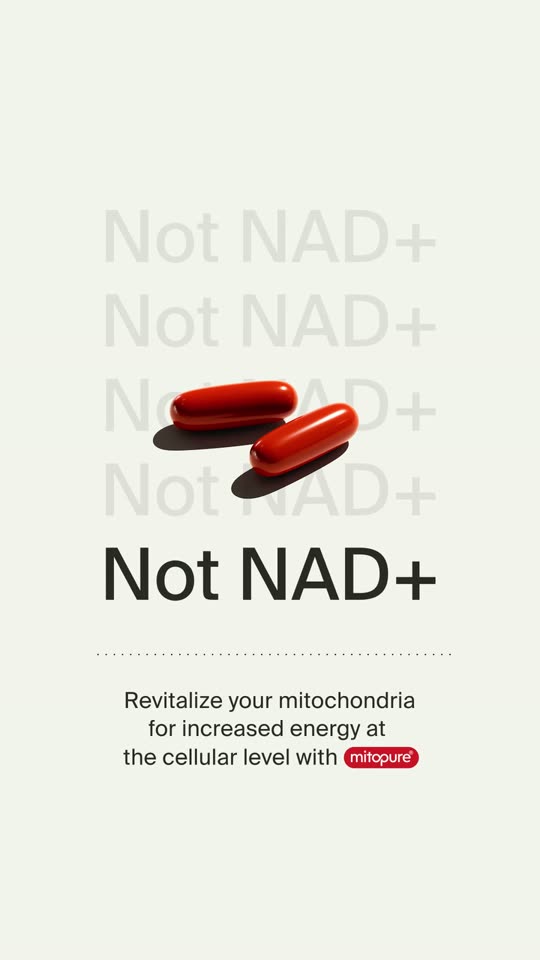 Not NAD+
Not NAD+
Not NAD+
Not NAD+
Not NAD+
Revitalize your mitochondria
for increased energy at
the cellular level with mitopure®